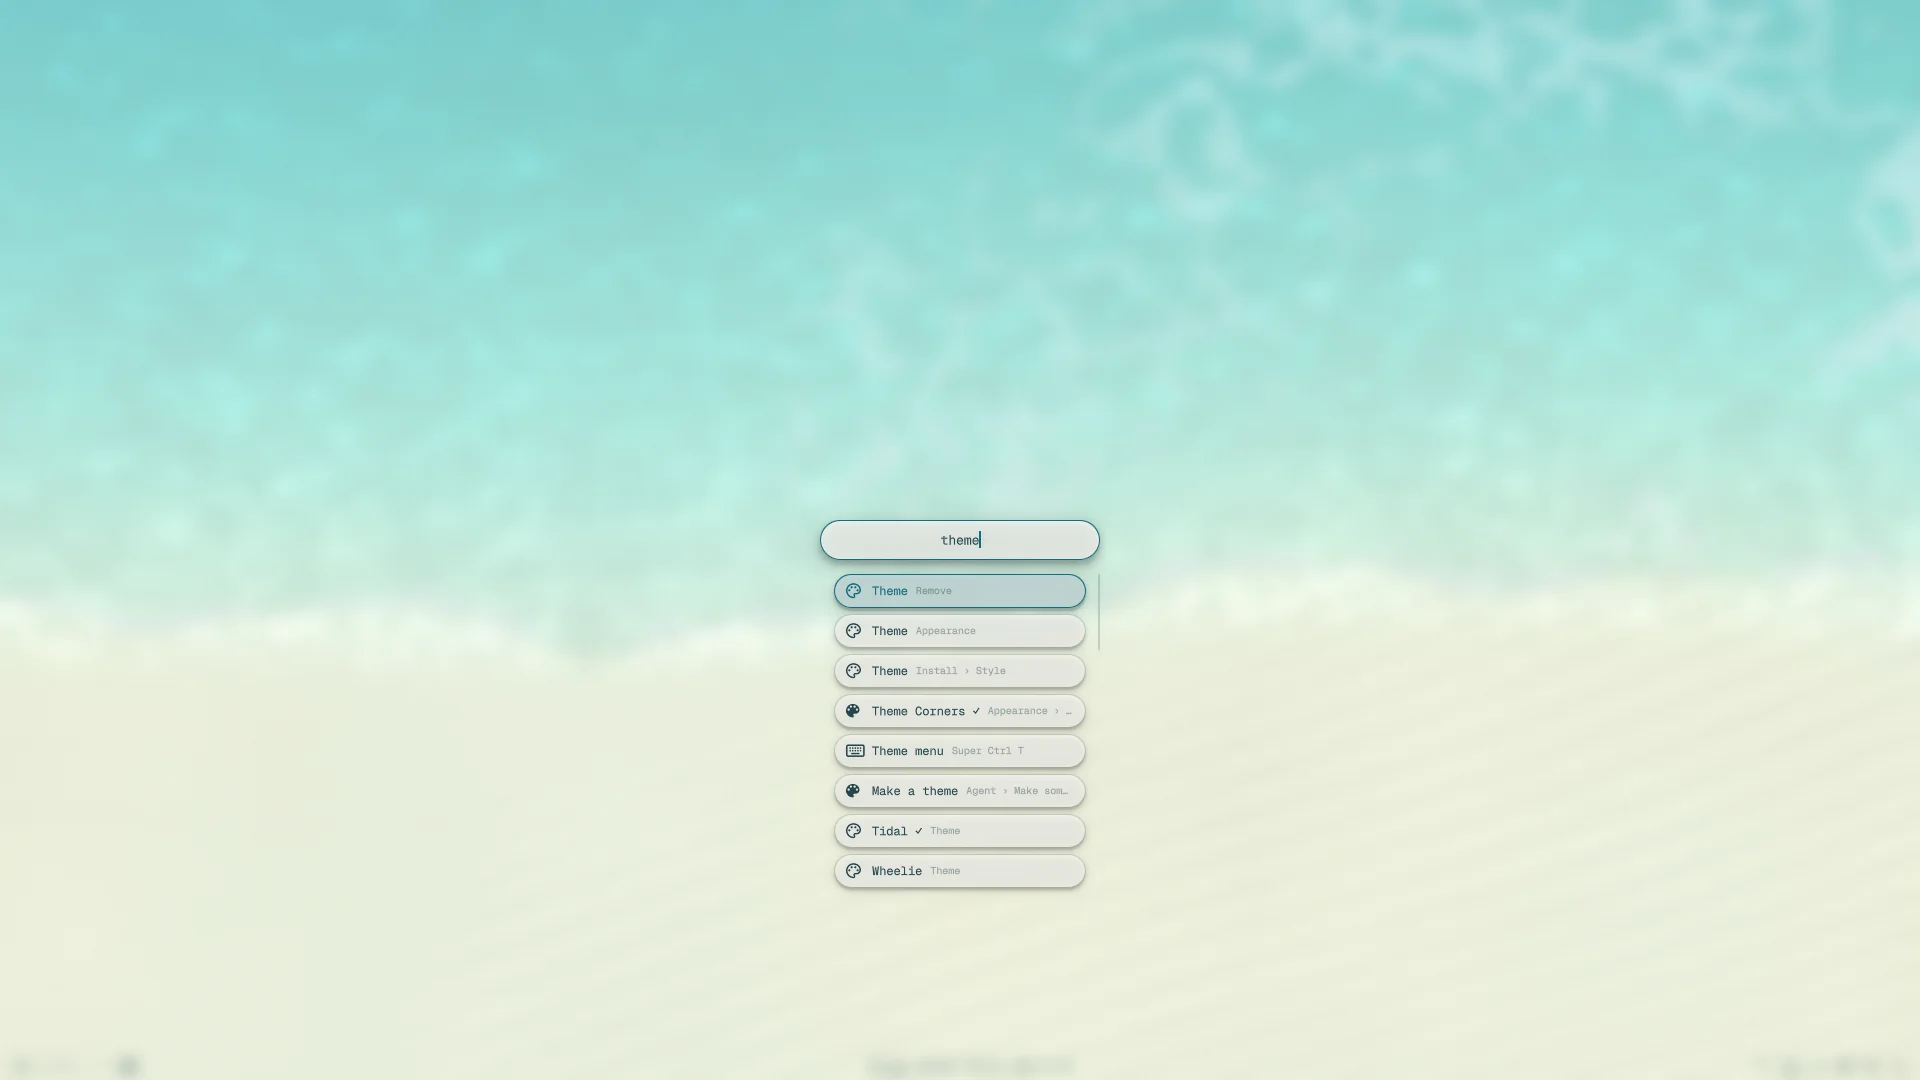 theme
Theme Remove
Theme Appearance
Theme Install › Style
Theme Corners ✓ Appearance › …
Theme menu Super Ctrl T
Make a theme Agent › Make som…
Tidal ✓ Theme
Wheelie Theme